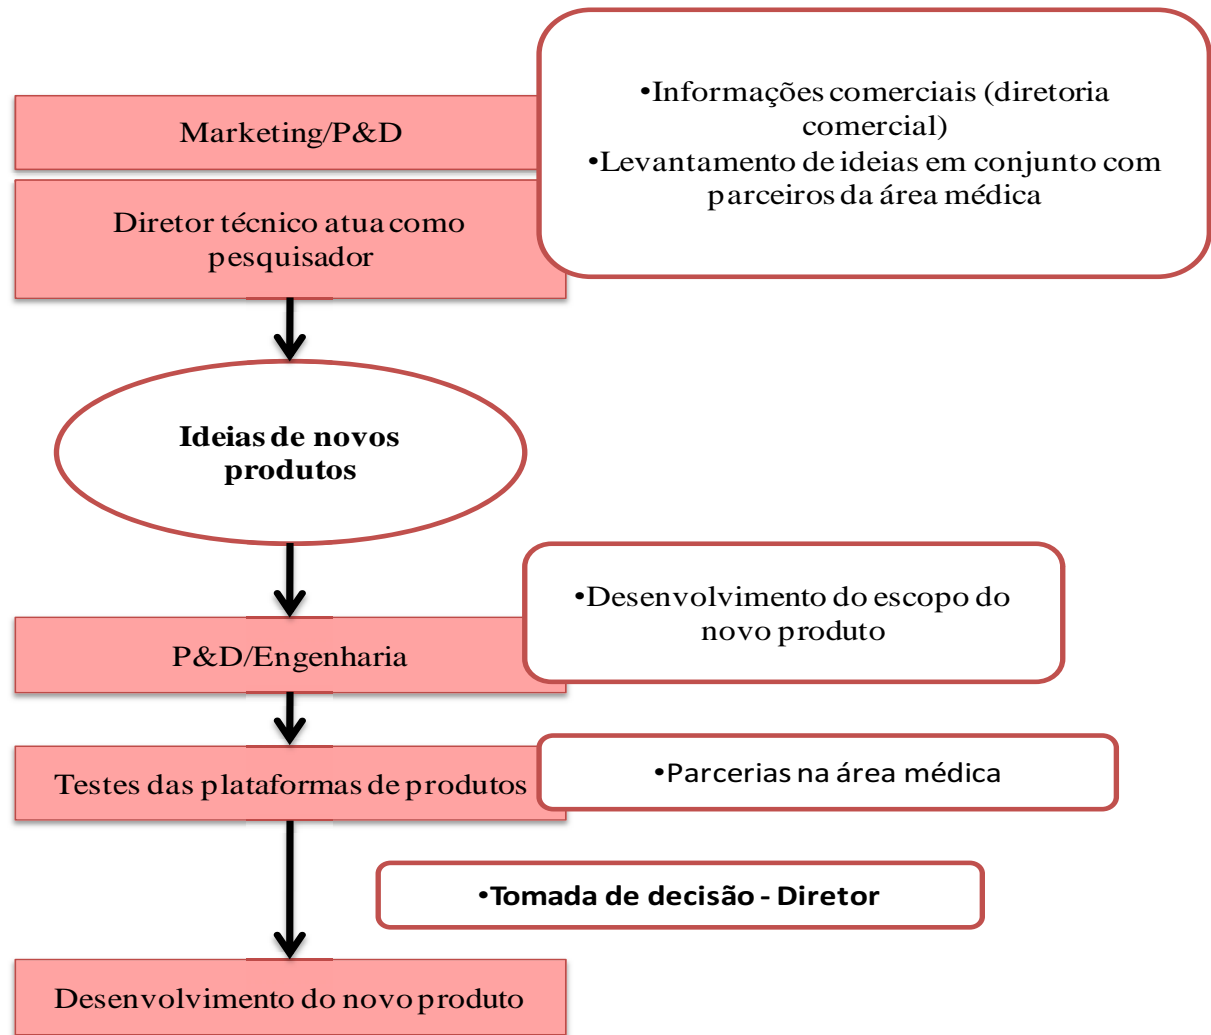 •Informações comerciais (diretoria
comercial)
•Levantamento de ideias em conjunto com
parceiros da área médica
Marketing/P&D
Diretor técnico atua como
pesquisador
Ideias de novos
produtos
•Desenvolvimento do escopo do
novo produto
P&D/Engenharia
Testes das plataformas de produtos
•Parcerias na área médica
•Tomada de decisão - Diretor
Desenvolvimento do novo produto